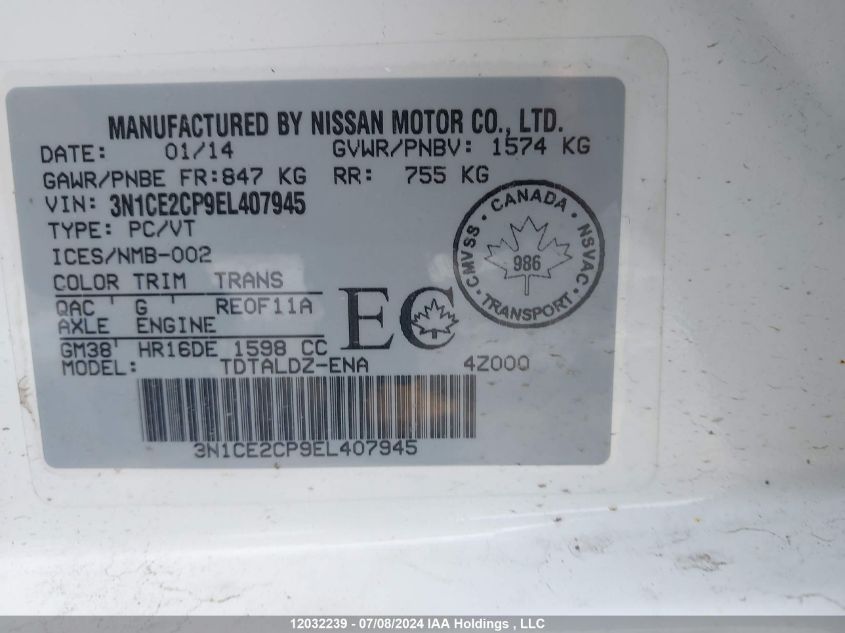 MANUFACTURED BY NISSAN MOTOR CO., LTD.
DATE: 01/14 GVWR/PNBV: 1574 KG
GAWR/PNBE FR:847 KG RR: 755 KG
VIN: 3N1CE2CP9EL407945
TYPE: PC/VT
ICES/NMB-002
COLOR TRIM TRANS
QAC ' G ' RE0F11A
AXLE ENGINE
GM38' HR16DE 1598 CC
MODEL: TDTALDZ-ENA 4Z000
EC
CANADA
CMVSS • NSVAC
986
TRANSPORT
3N1CE2CP9EL407945
12032239 - 07/08/2024 IAA Holdings , LLC